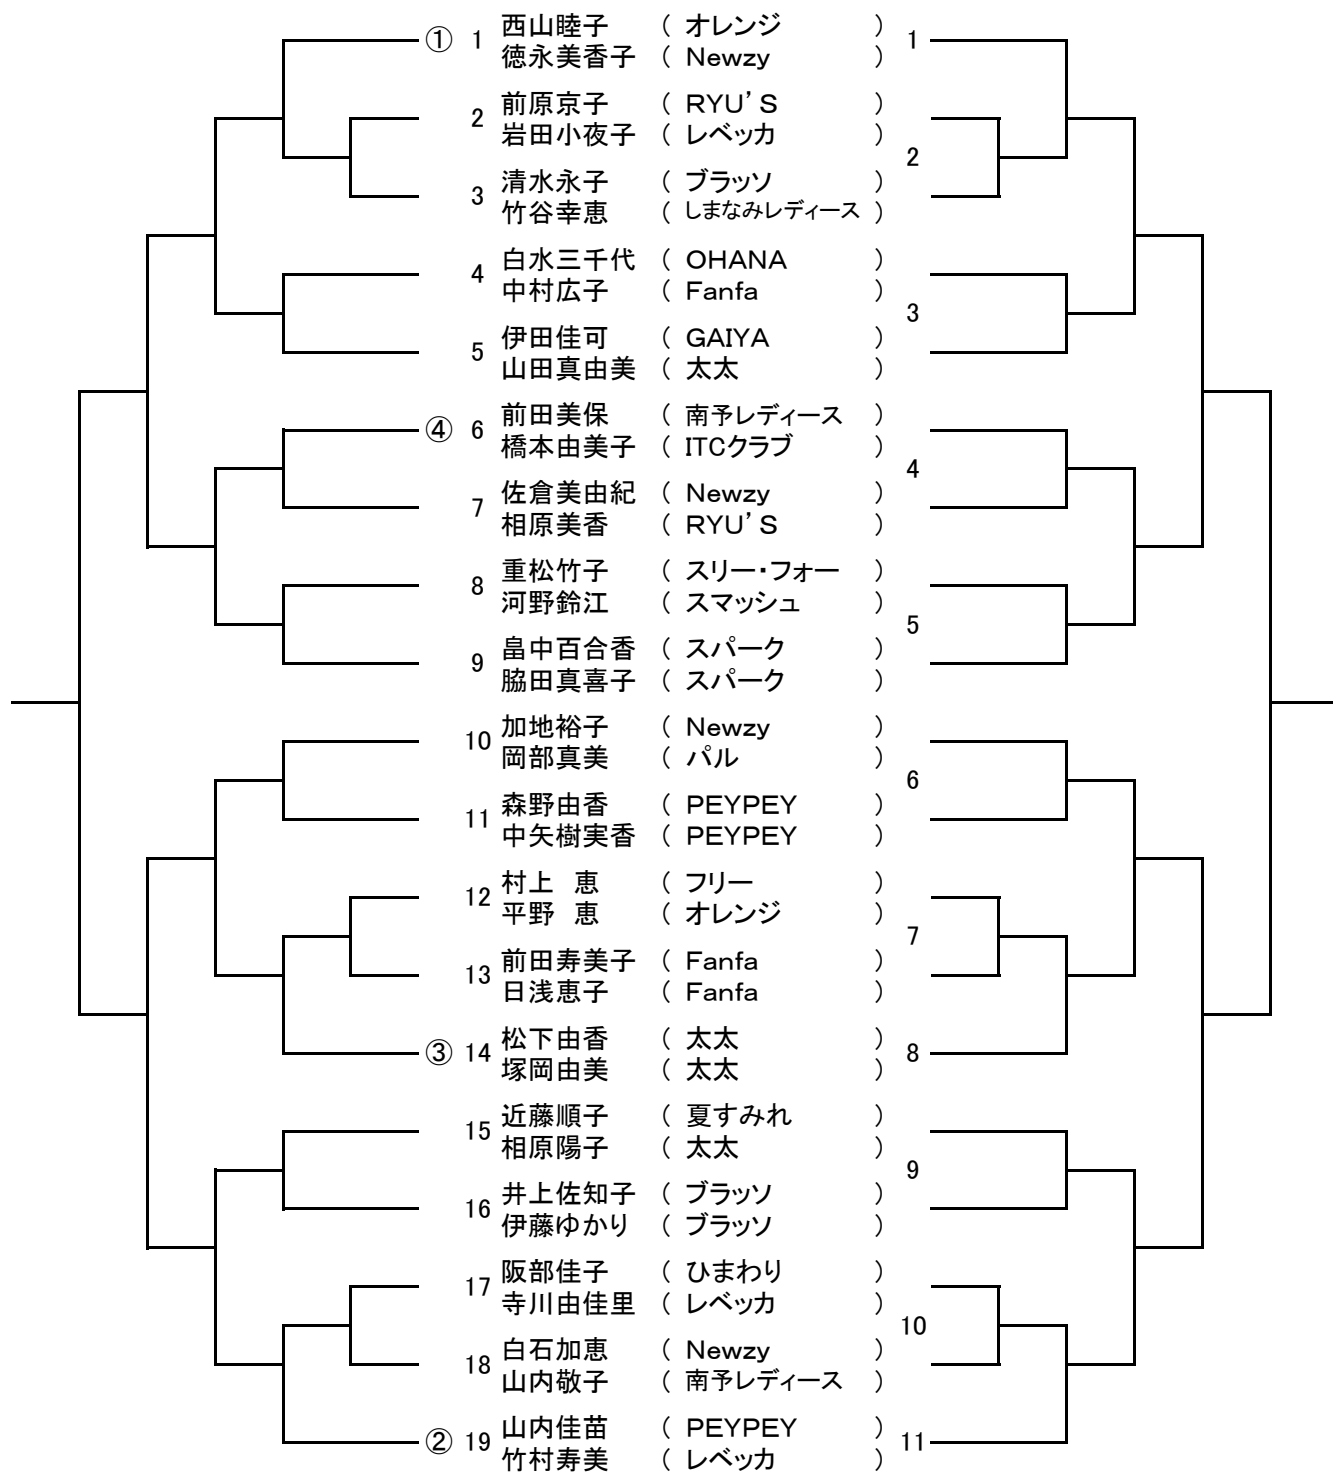 西山睦子 ( オレンジ )
① 1 1
徳永美香子 ( Newzy )
前原京子 ( RYU'S )
2
岩田小夜子 ( レベッカ )
2
清水永子 ( ブラッソ )
3
竹谷幸恵 ( しまなみレディース )
白水三千代 ( OHANA )
4
中村広子 ( Fanfa )
3
伊田佳可 ( GAIYA )
5
山田真由美 ( 太太 )
前田美保 ( 南予レディース )
④ 6
橋本由美子 ( ITCクラブ )
4
佐倉美由紀 ( Newzy )
7
相原美香 ( RYU'S )
重松竹子 ( スリー・フォー )
8
河野鈴江 ( スマッシュ )
5
畠中百合香 ( スパーク )
9
脇田真喜子 ( スパーク )
加地裕子 ( Newzy )
10
岡部真美 ( パル )
6
森野由香 ( PEYPEY )
11
中矢樹実香 ( PEYPEY )
村上 恵 ( フリー )
12
平野 恵 ( オレンジ )
7
前田寿美子 ( Fanfa )
13
日浅恵子 ( Fanfa )
松下由香 ( 太太 )
③ 14 8
塚岡由美 ( 太太 )
近藤順子 ( 夏すみれ )
15
相原陽子 ( 太太 )
9
井上佐知子 ( ブラッソ )
16
伊藤ゆかり ( ブラッソ )
阪部佳子 ( ひまわり )
17
寺川由佳里 ( レベッカ )
10
白石加恵 ( Newzy )
18
山内敬子 ( 南予レディース )
山内佳苗 ( PEYPEY )
② 19 11
竹村寿美 ( レベッカ )